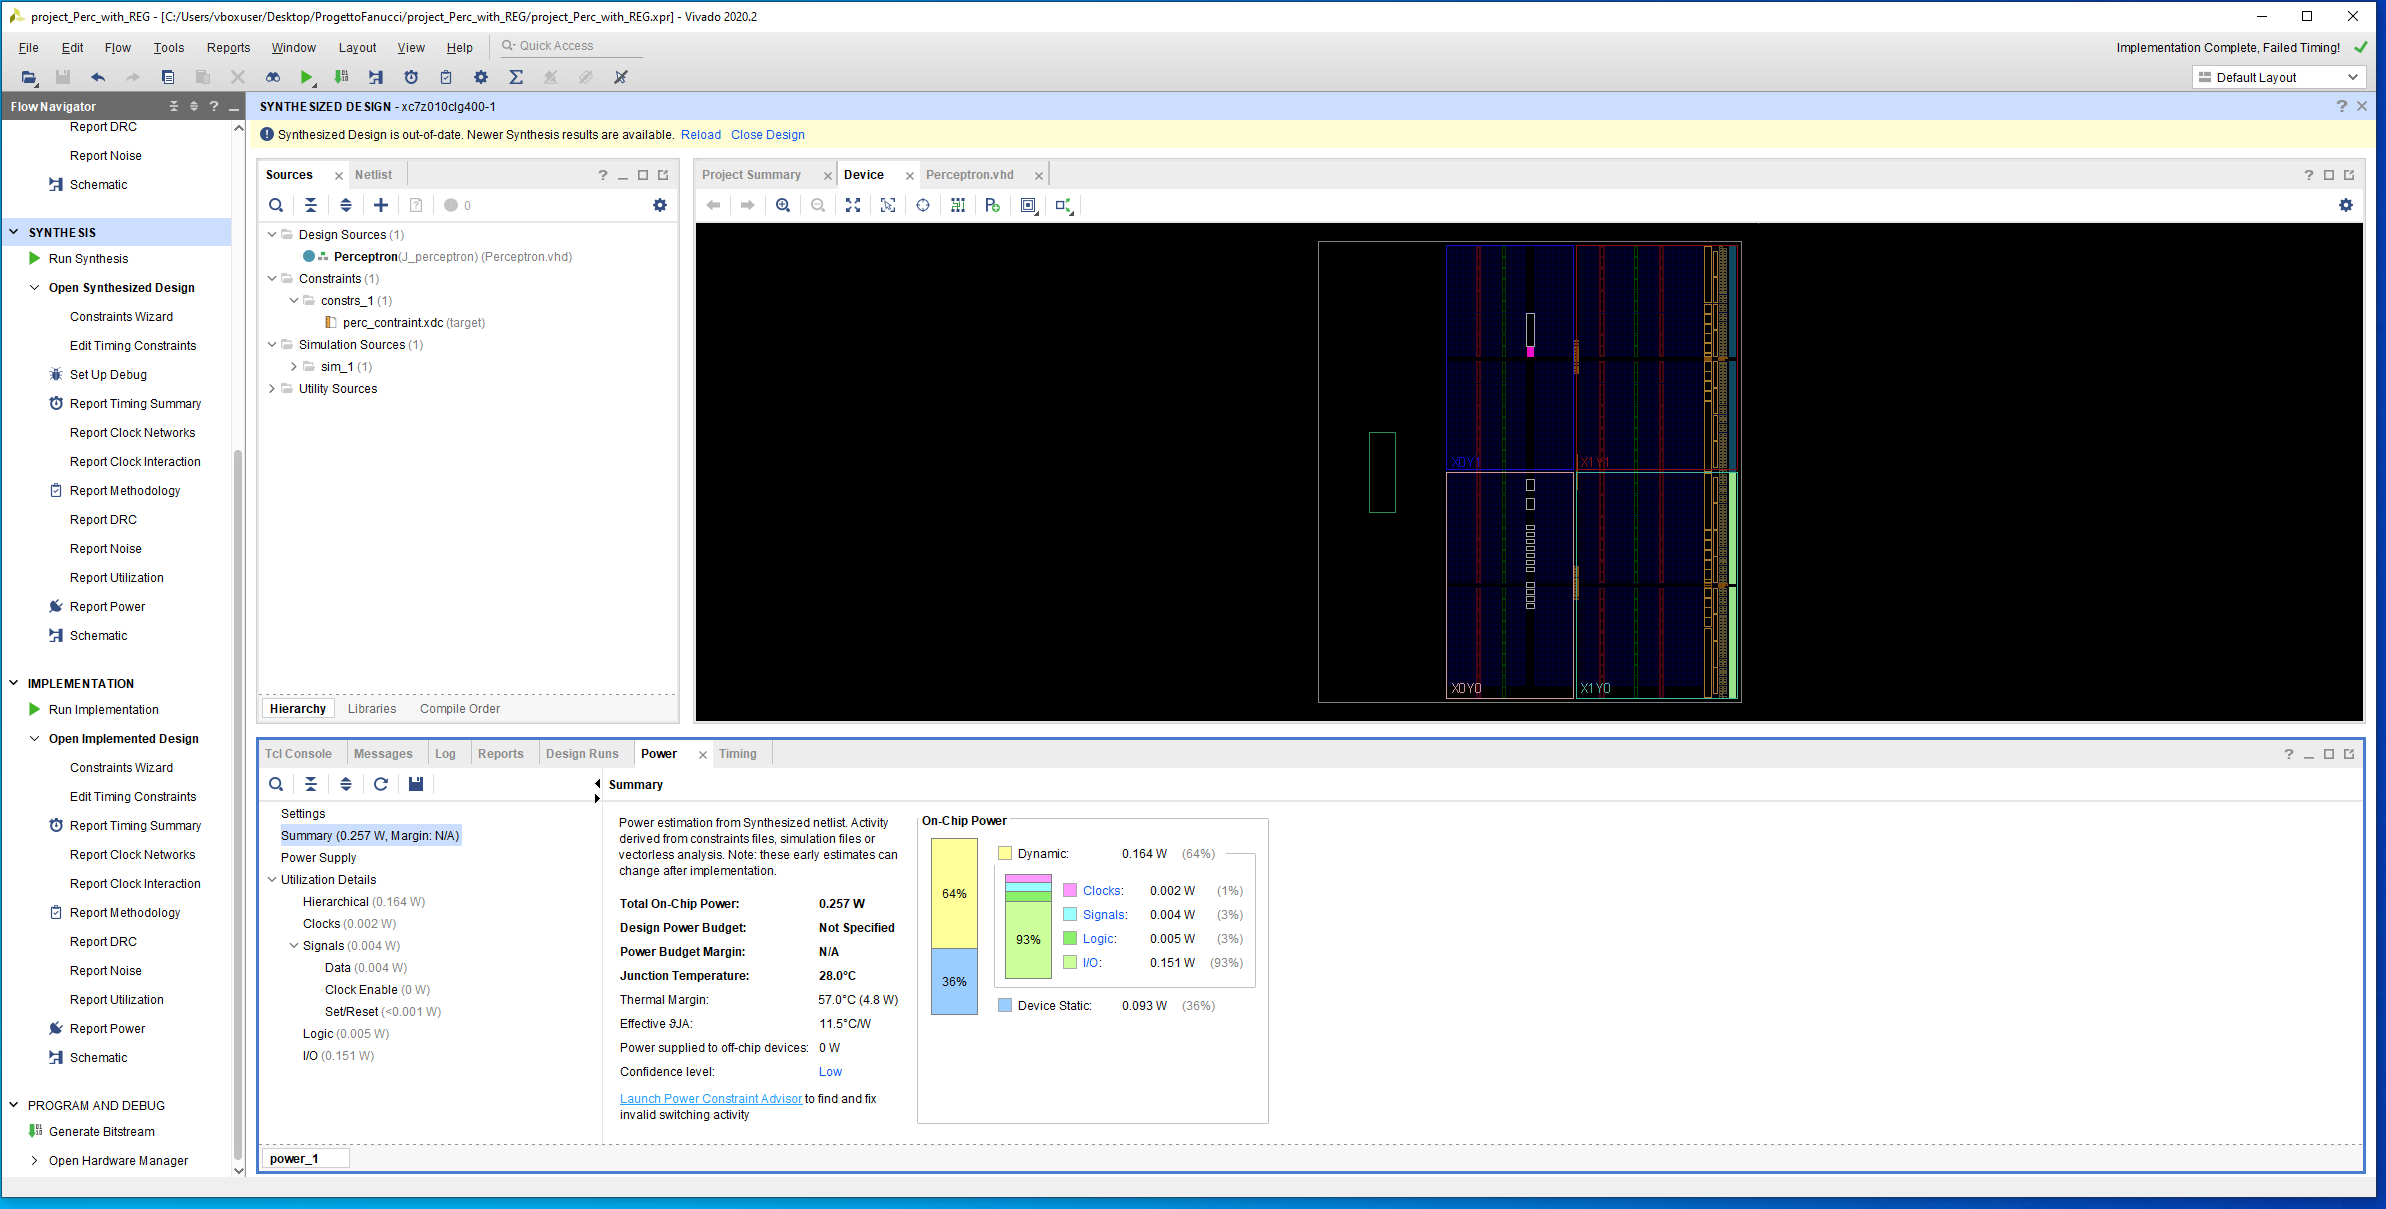 project_Perc_with_REG - [C:/Users/vboxuser/Desktop/ProgettoFanucci/project_Perc_with_REG/project_Perc_with_REG.xpr] - Vivado 2020.2
File Edit Flow Tools Reports Window Layout View Help Quick Access
Implementation Complete, Failed Timing!
Default Layout
Flow Navigator
Report DRC
Report Noise
Schematic
SYNTHESIS
Run Synthesis
Open Synthesized Design
Constraints Wizard
Edit Timing Constraints
Set Up Debug
Report Timing Summary
Report Clock Networks
Report Clock Interaction
Report Methodology
Report DRC
Report Noise
Report Utilization
Report Power
Schematic
IMPLEMENTATION
Run Implementation
Open Implemented Design
Constraints Wizard
Edit Timing Constraints
Report Timing Summary
Report Clock Networks
Report Clock Interaction
Report Methodology
Report DRC
Report Noise
Report Utilization
Report Power
Schematic
PROGRAM AND DEBUG
Generate Bitstream
Open Hardware Manager
SYNTHESIZED DESIGN - xc7z010clg400-1
Synthesized Design is out-of-date. Newer Synthesis results are available. Reload Close Design
Sources Netlist
0
Design Sources (1)
Perceptron(J_perceptron) (Perceptron.vhd)
Constraints (1)
constrs_1 (1)
perc_contraint.xdc (target)
Simulation Sources (1)
sim_1 (1)
Utility Sources
Hierarchy Libraries Compile Order
Project Summary Device Perceptron.vhd
X0Y1 X1Y1
X0Y0 X1Y0
Tcl Console Messages Log Reports Design Runs Power Timing
Settings
Summary (0.257 W, Margin: N/A)
Power Supply
Utilization Details
Hierarchical (0.164 W)
Clocks (0.002 W)
Signals (0.004 W)
Data (0.004 W)
Clock Enable (0 W)
Set/Reset (<0.001 W)
Logic (0.005 W)
I/O (0.151 W)
Summary
Power estimation from Synthesized netlist. Activity
derived from constraints files, simulation files or
vectorless analysis. Note: these early estimates can
change after implementation.
Total On-Chip Power: 0.257 W
Design Power Budget: Not Specified
Power Budget Margin: N/A
Junction Temperature: 28.0°C
Thermal Margin: 57.0°C (4.8 W)
Effective ϑJA: 11.5°C/W
Power supplied to off-chip devices: 0 W
Confidence level: Low
Launch Power Constraint Advisor to find and fix
invalid switching activity
On-Chip Power
64%
36%
Dynamic: 0.164 W (64%)
93%
Clocks: 0.002 W (1%)
Signals: 0.004 W (3%)
Logic: 0.005 W (3%)
I/O: 0.151 W (93%)
Device Static: 0.093 W (36%)
power_1